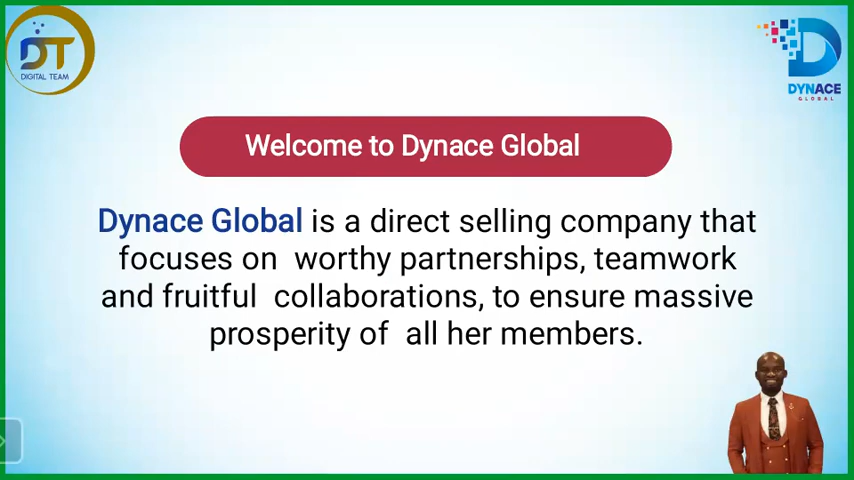 DT
DIGITAL TEAM
DYNACE
GLOBAL
Welcome to Dynace Global
Dynace Global is a direct selling company that
focuses on worthy partnerships, teamwork
and fruitful collaborations, to ensure massive
prosperity of all her members.